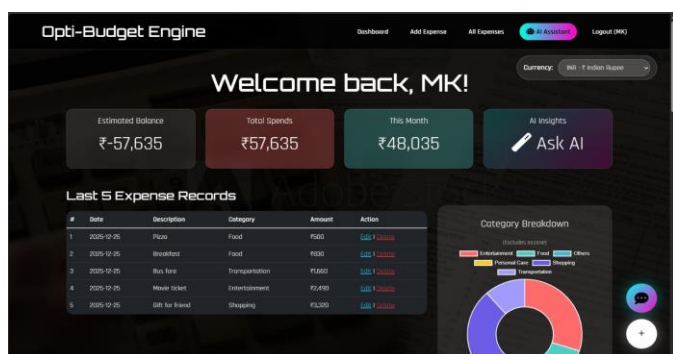 Opti-Budget Engine
Dashboard Add Expense All Expenses AI Assistant Logout (MK)
Currency: INR - ₹ Indian Rupee
Welcome back, MK!
Estimated Balance Total Spends This Month AI Insights
₹-57,635 ₹57,635 ₹48,035 Ask AI
Last 5 Expense Records
# Date Description Category Amount Action
1 2025-12-25 Pizza Food ₹500 Edit | Delete
2 2025-12-25 Breakfast Food ₹830 Edit | Delete
3 2025-12-25 Bus fare Transportation ₹1,660 Edit | Delete
4 2025-12-25 Movie ticket Entertainment ₹2,490 Edit | Delete
5 2025-12-25 Gift for friend Shopping ₹3,320 Edit | Delete
Category Breakdown
(Excludes income)
Entertainment Food Others
Personal Care Shopping
Transportation
+